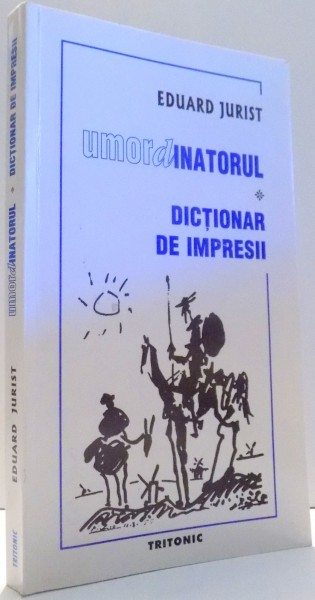 EDUARD JURIST
umordINATORUL
*
DICȚIONAR
DE IMPRESII
TRITONIC
EDUARD JURIST umordINATORUL * DICȚIONAR DE IMPRESII
TRITONIC